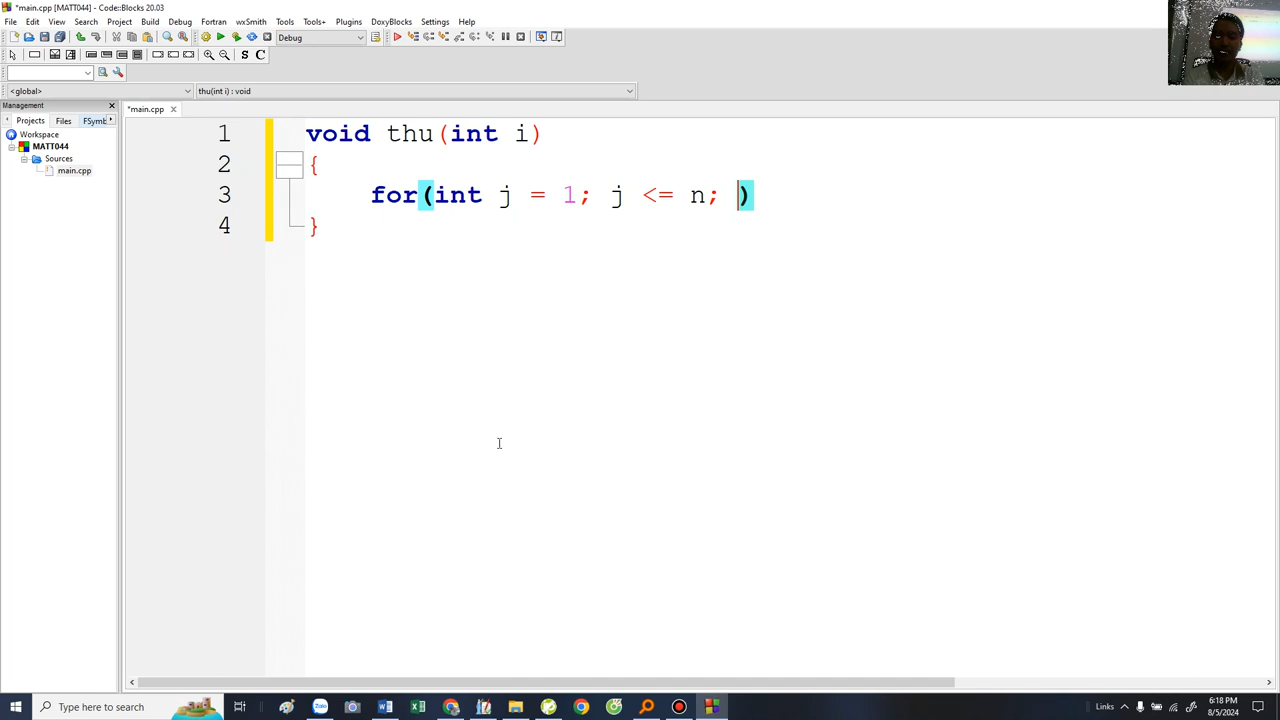 *main.cpp [MATT044] - Code::Blocks 20.03
File Edit View Search Project Build Debug Fortran wxSmith Tools Tools+ Plugins DoxyBlocks Settings Help
Debug
S C
<global> thu(int i) : void
Management
Projects Files FSymb
*main.cpp
Workspace
MATT044
Sources
main.cpp
1 void thu(int i)
2 {
3 for(int j = 1; j <= n; )
4 }
Type here to search
Zalo
Links
6:18 PM
8/5/2024